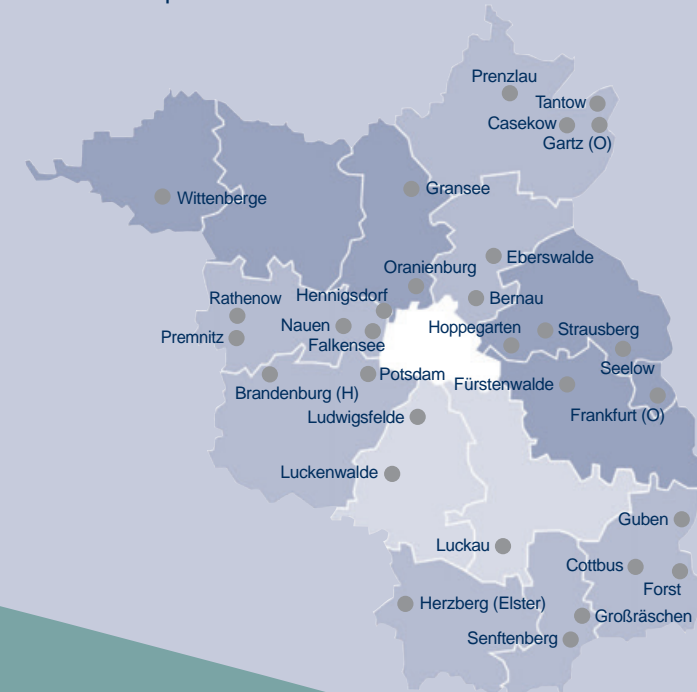 Prenzlau
Tantow
Casekow
Gartz (O)
Gransee
Wittenberge
Eberswalde
Oranienburg
Rathenow
Hennigsdorf
Bernau
Nauen
Hoppegarten
Strausberg
Premnitz
Falkensee
Seelow
Potsdam
Fürstenwalde
Brandenburg (H)
Frankfurt (O)
Ludwigsfelde
Luckenwalde
Guben
Luckau
Cottbus
Forst
Herzberg (Elster)
Großräschen
Senftenberg